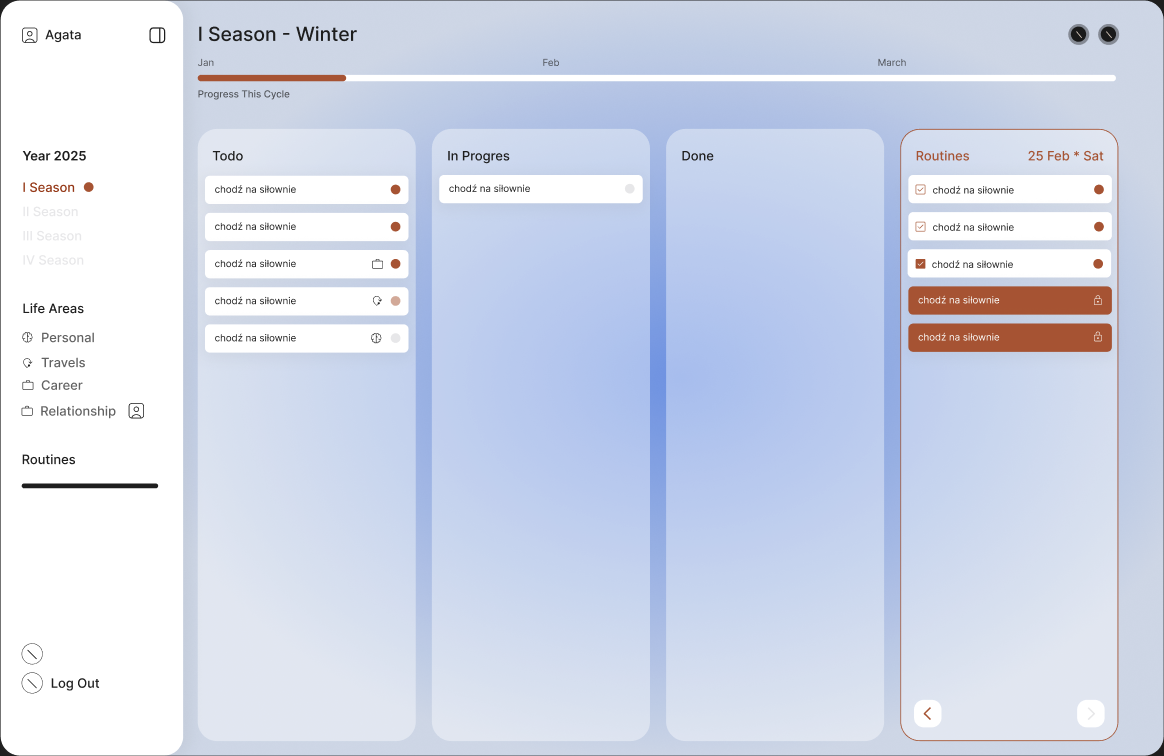 Agata
I Season - Winter
Jan
Feb
March
Progress This Cycle
Year 2025
I Season
II Season
III Season
IV Season
Life Areas
Personal
Travels
Career
Relationship
Routines
Log Out
Todo
chodź na siłownie
chodź na siłownie
chodź na siłownie
chodź na siłownie
chodź na siłownie
In Progres
chodź na siłownie
Done
Routines
25 Feb * Sat
chodź na siłownie
chodź na siłownie
chodź na siłownie
chodź na siłownie
chodź na siłownie